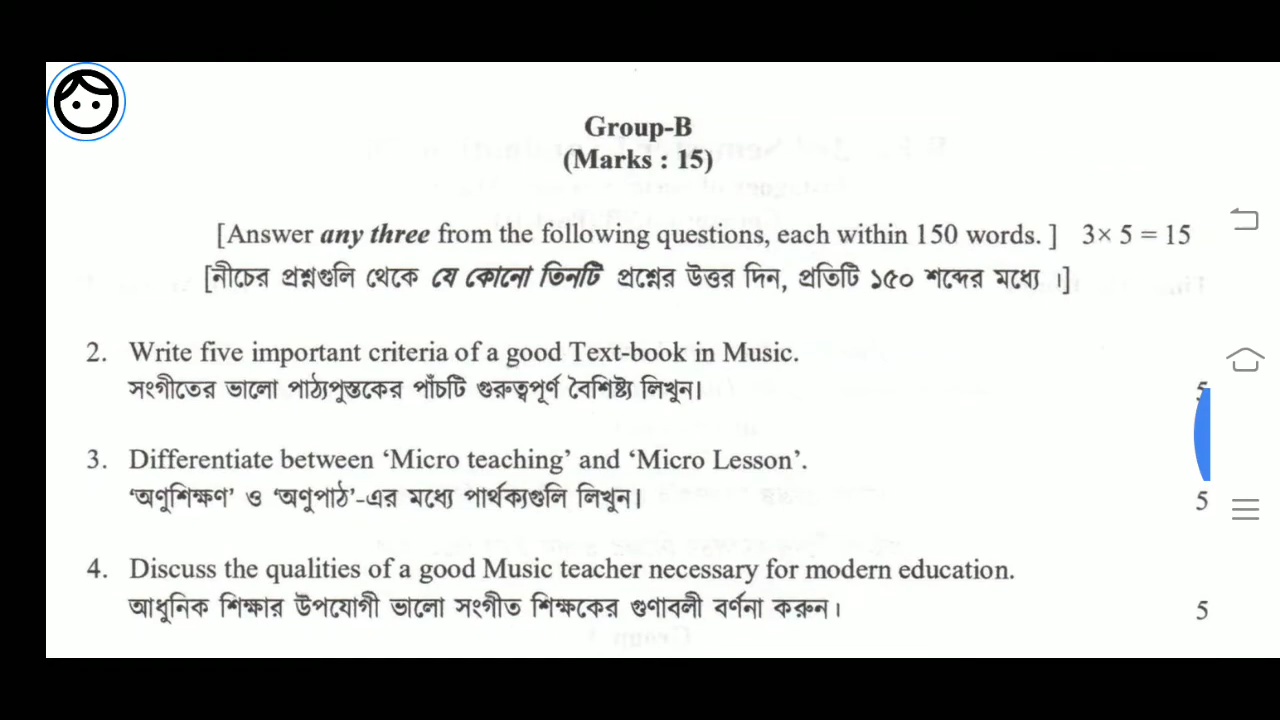 Group-B
(Marks : 15)
[Answer any three from the following questions, each within 150 words. ] 3× 5 = 15
[নীচের প্রশ্নগুলি থেকে যে কোনো তিনটি প্রশ্নের উত্তর দিন, প্রতিটি ১৫০ শব্দের মধ্যে ।]
2. Write five important criteria of a good Text-book in Music.
সংগীতের ভালো পাঠ্যপুস্তকের পাঁচটি গুরুত্বপূর্ণ বৈশিষ্ট্য লিখুন। 5
3. Differentiate between ‘Micro teaching’ and ‘Micro Lesson’.
‘অণুশিক্ষণ’ ও ‘অণুপাঠ’-এর মধ্যে পার্থক্যগুলি লিখুন। 5
4. Discuss the qualities of a good Music teacher necessary for modern education.
আধুনিক শিক্ষার উপযোগী ভালো সংগীত শিক্ষকের গুণাবলী বর্ণনা করুন। 5